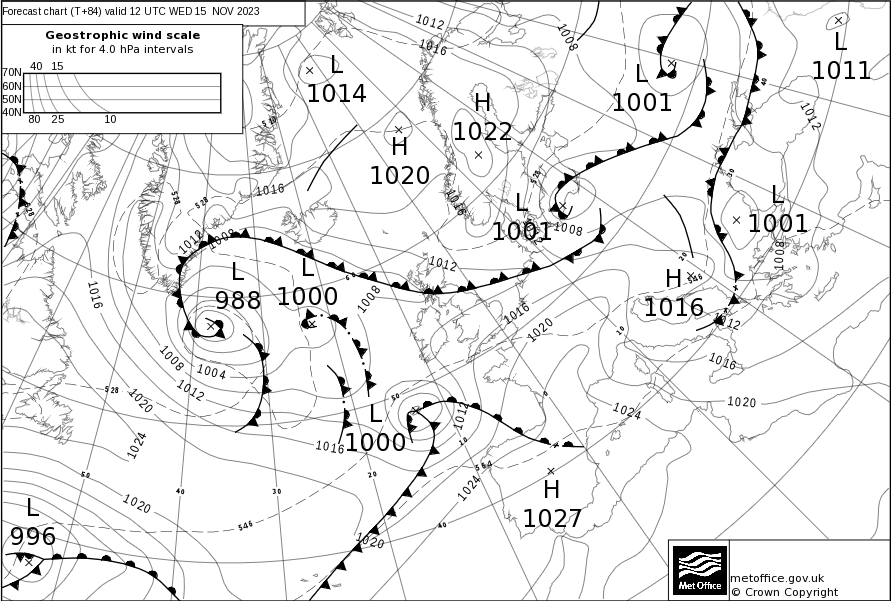 Forecast chart (T+84) valid 12 UTC WED 15 NOV 2023
Geostrophic wind scale
in kt for 4.0 hPa intervals
40 15
70N
60N
50N
40N
80 25 10
1012
1016
1008
L
1014
L
1001
L
1011
H
1022
H
1020
1012
510
528
528
528
1016
1016
528
L
1001
1008
L
1001
1008
1012
1008
1012
L
988
L
1000
60
1008
H
1016
20
546
40
30
1016
1016
1020
10
1012
1016
1008
1004
1012
528
1020
1024
50
L
1000
1012
0
1024
1020
1016
10
564
1024
20
30
40
50
1020
546
40
1020
H
1027
L
996
Met Office
metoffice.gov.uk
© Crown Copyright